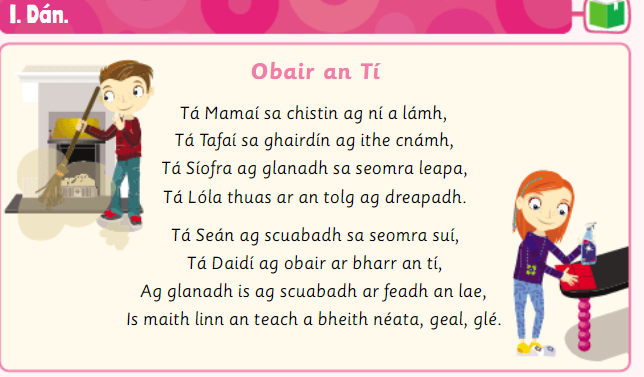 1. Dán.
Obair an Tí
Tá Mamaí sa chistin ag ní a lámh,
Tá Tafaí sa ghairdín ag ithe cnámh,
Tá Síofra ag glanadh sa seomra leapa,
Tá Lóla thuas ar an tolg ag dreapadh.
Tá Seán ag scuabadh sa seomra suí,
Tá Daidí ag obair ar bharr an tí,
Ag glanadh is ag scuabadh ar feadh an lae,
Is maith linn an teach a bheith néata, geal, glé.